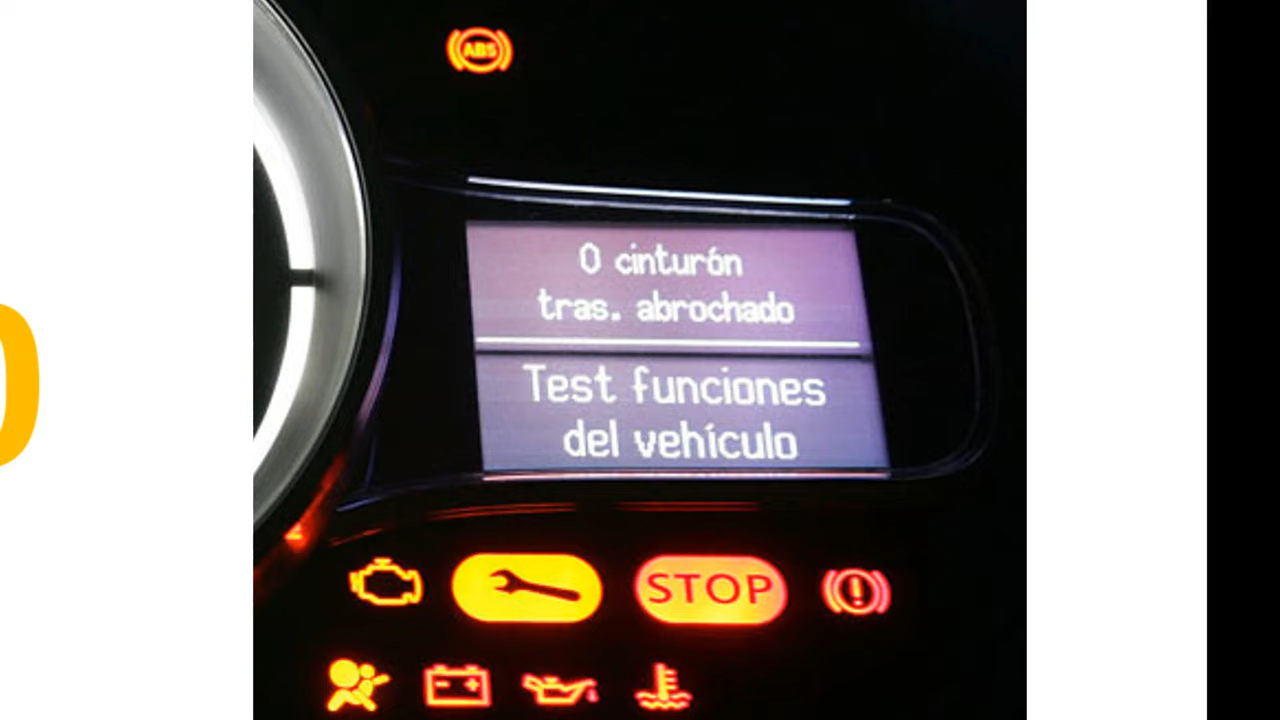 ABS
0 cinturón
tras. abrochado
Test funciones
del vehículo
STOP